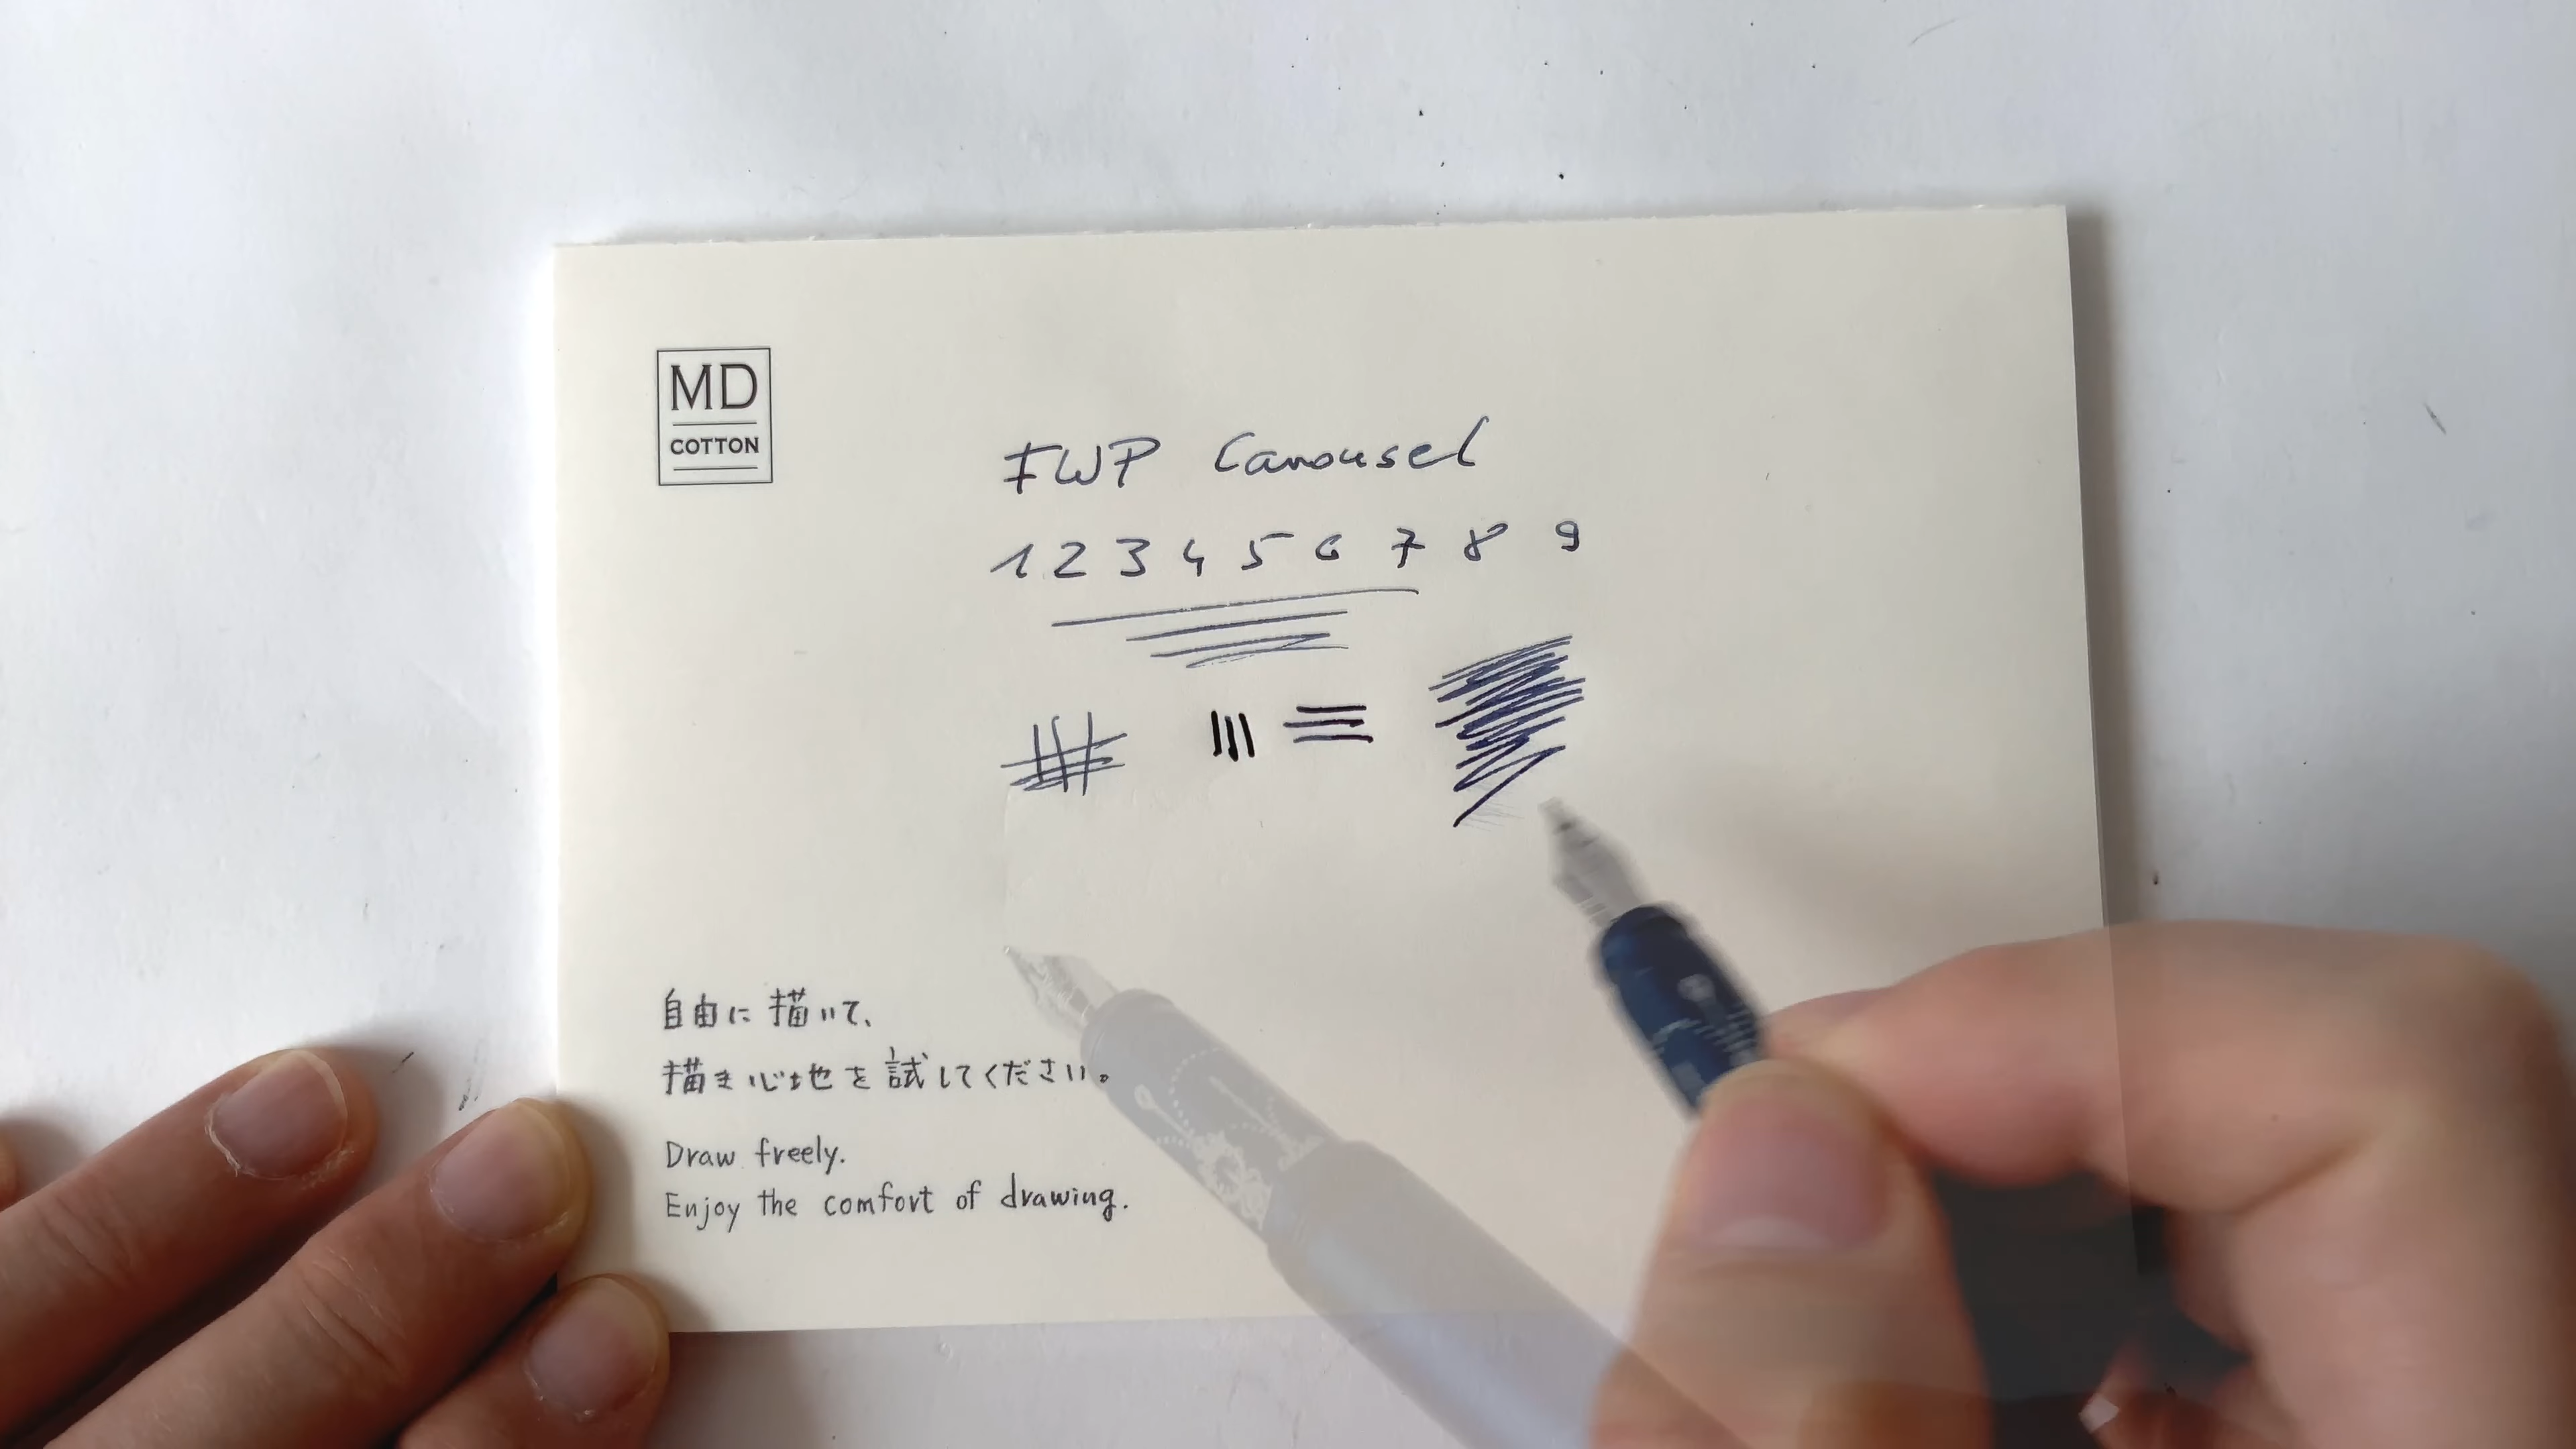 MD
COTTON
FWP Carousel
1 2 3 4 5 6 7 8 9
自由に描いて、
描き心地を試してください。
Draw freely.
Enjoy the comfort of drawing.